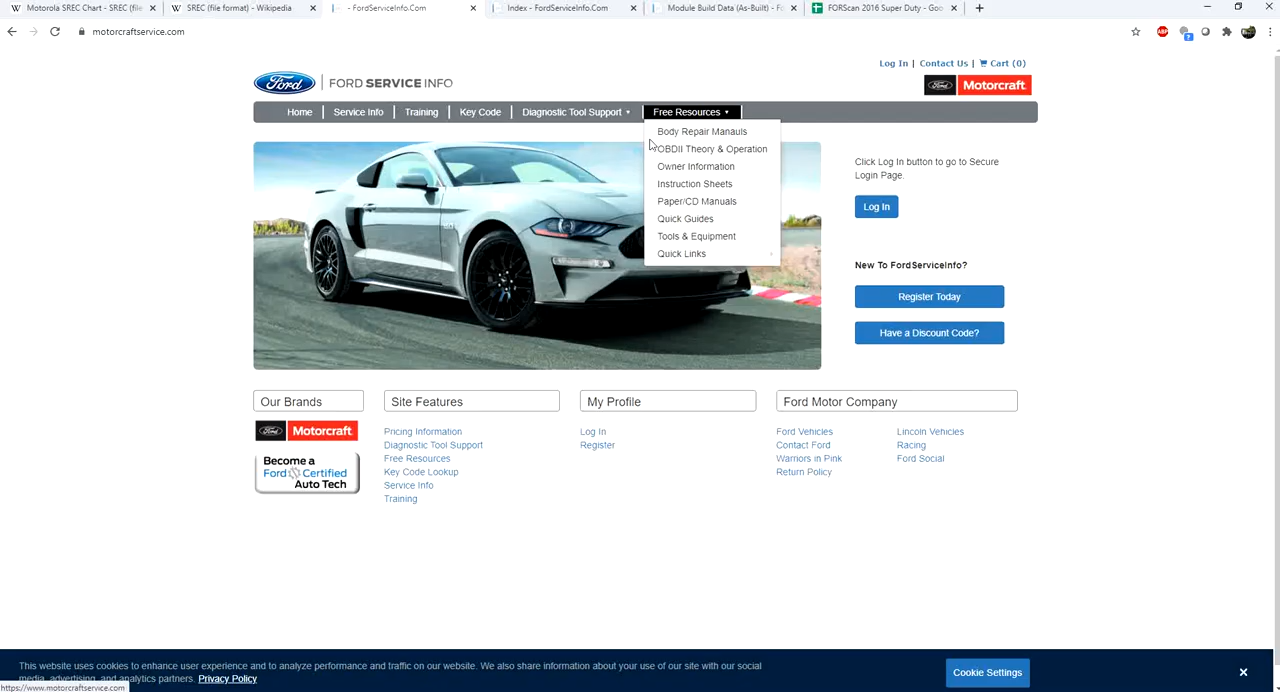 Motorola SREC Chart - SREC (file
SREC (file format) - Wikipedia
- FordServiceInfo.Com
Index - FordServiceInfo.Com
Module Build Data (As-Built) - Fo
FORScan 2016 Super Duty - Goo
motorcraftservice.com
ABP
?
Log In | Contact Us | Cart (0)
Ford
FORD SERVICE INFO
Ford Motorcraft
Home
Service Info
Training
Key Code
Diagnostic Tool Support
Free Resources
Body Repair Manauls
OBDII Theory & Operation
Owner Information
Instruction Sheets
Paper/CD Manuals
Quick Guides
Tools & Equipment
Quick Links
Click Log In button to go to Secure
Login Page.
Log In
New To FordServiceInfo?
Register Today
Have a Discount Code?
Our Brands
Ford Motorcraft
Become a
Ford Certified
Auto Tech
Site Features
Pricing Information
Diagnostic Tool Support
Free Resources
Key Code Lookup
Service Info
Training
My Profile
Log In
Register
Ford Motor Company
Ford Vehicles
Contact Ford
Warriors in Pink
Return Policy
Lincoln Vehicles
Racing
Ford Social
This website uses cookies to enhance user experience and to analyze performance and traffic on our website. We also share information about your use of our site with our social
media, advertising, and analytics partners. Privacy Policy
Cookie Settings
https://www.motorcraftservice.com